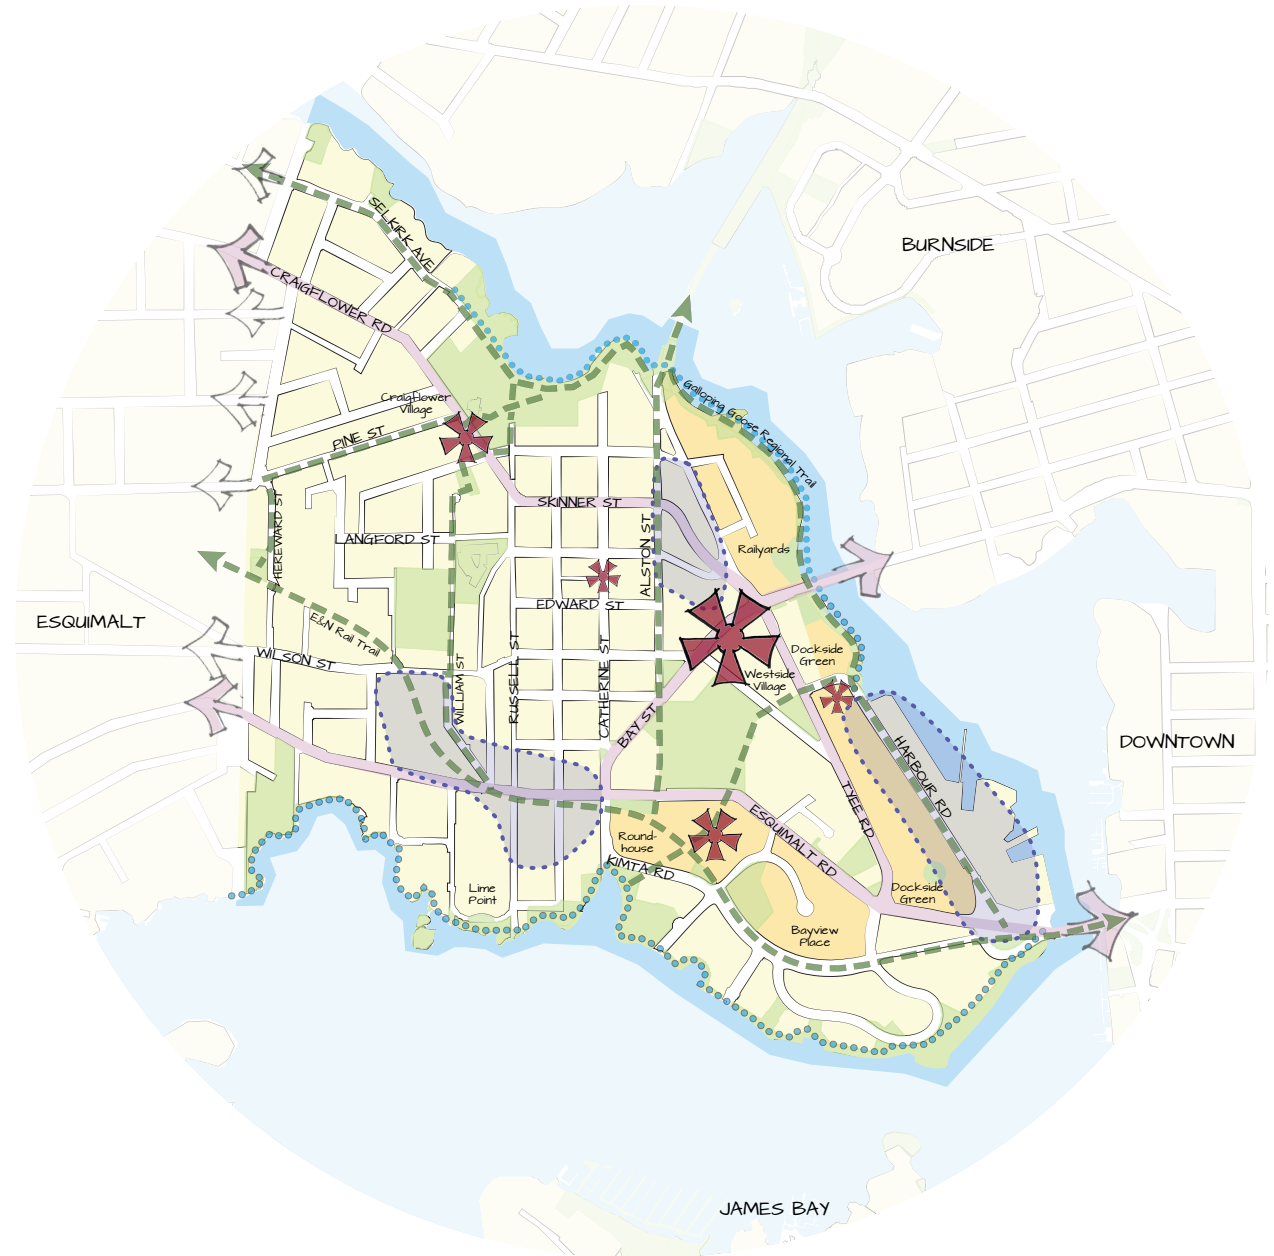 BURNSIDE
SELKIRK AVE
CRAIGFLOWER RD
Galloping Goose Regional Trail
Craigflower
Village
PINE ST
SKINNER ST
HEREWARD ST
LANGFORD ST
ALSTON ST
Railyards
EDWARD ST
ESQUIMALT
E&N Rail Trail
WILSON ST
WILLIAM ST
RUSSELL ST
CATHERINE ST
Dockside
Green
Westside
Village
BAY ST
HARBOUR RD
DOWNTOWN
TYEE RD
ESQUIMALT RD
Round-
house
KIMTA RD
Lime
Point
Dockside
Green
Bayview
Place
JAMES BAY